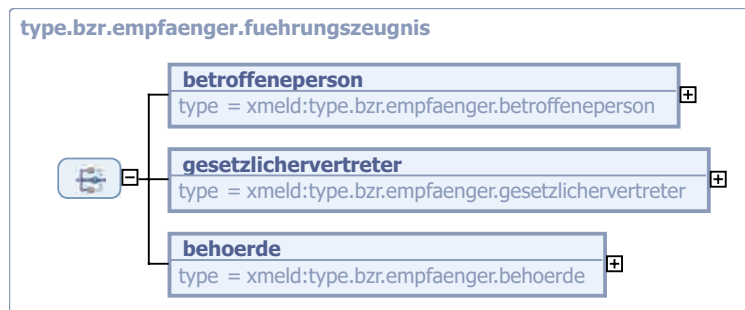 type.bzr.empfaenger.fuehrungszeugnis
betroffeneperson
type = xmeld:type.bzr.empfaenger.betroffeneperson
gesetzlichervertreter
type = xmeld:type.bzr.empfaenger.gesetzlichervertreter
behoerde
type = xmeld:type.bzr.empfaenger.behoerde